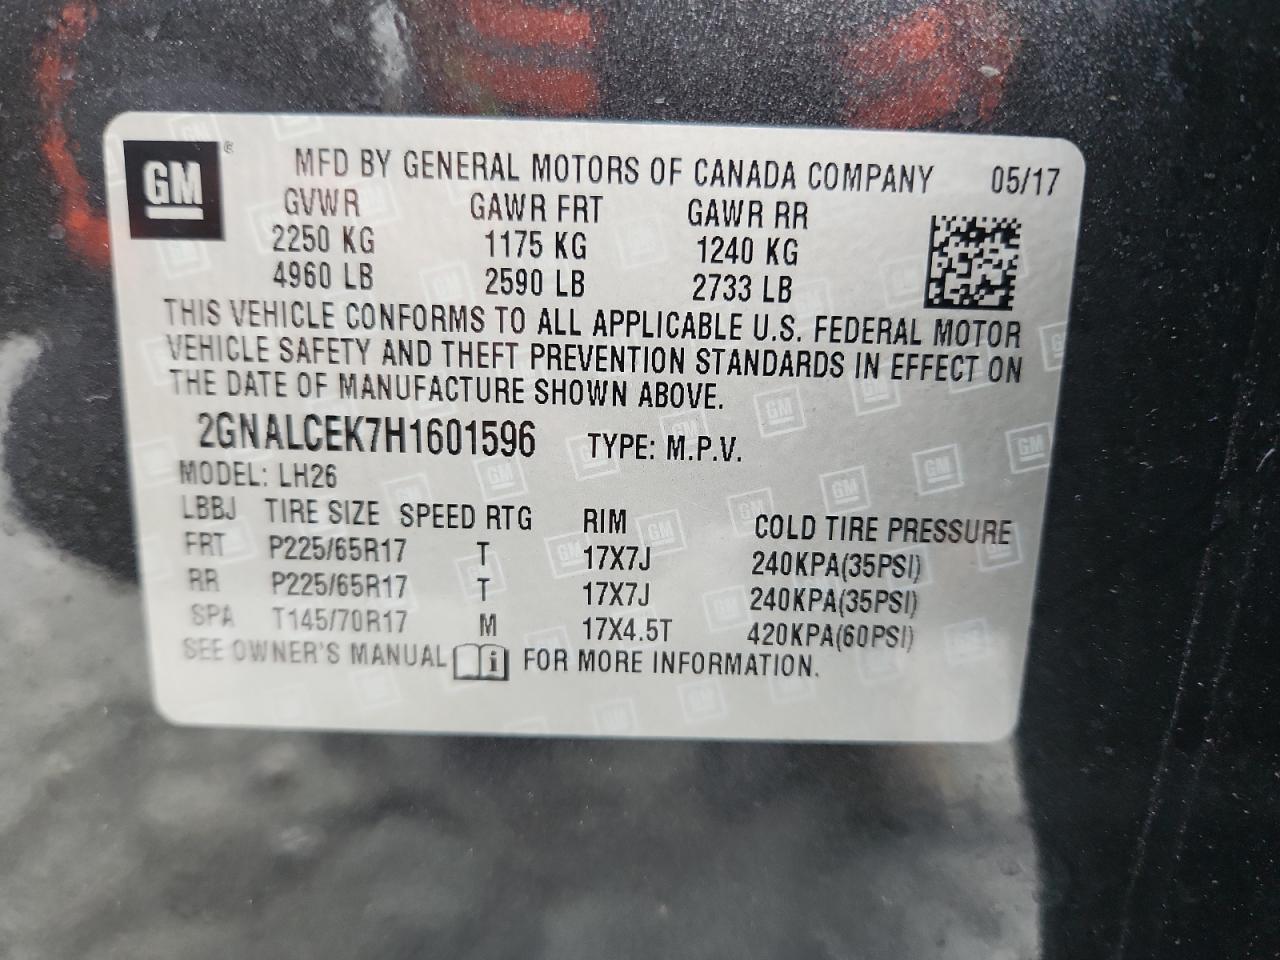 GM ® MFD BY GENERAL MOTORS OF CANADA COMPANY 05/17
GVWR GAWR FRT GAWR RR
2250 KG 1175 KG 1240 KG
4960 LB 2590 LB 2733 LB
THIS VEHICLE CONFORMS TO ALL APPLICABLE U.S. FEDERAL MOTOR
VEHICLE SAFETY AND THEFT PREVENTION STANDARDS IN EFFECT ON
THE DATE OF MANUFACTURE SHOWN ABOVE.
2GNALCEK7H1601596 TYPE: M.P.V.
MODEL: LH26
LBBJ TIRE SIZE SPEED RTG RIM COLD TIRE PRESSURE
FRT P225/65R17 T 17X7J 240KPA(35PSI)
RR P225/65R17 T 17X7J 240KPA(35PSI)
SPA T145/70R17 M 17X4.5T 420KPA(60PSI)
SEE OWNER'S MANUAL i FOR MORE INFORMATION.